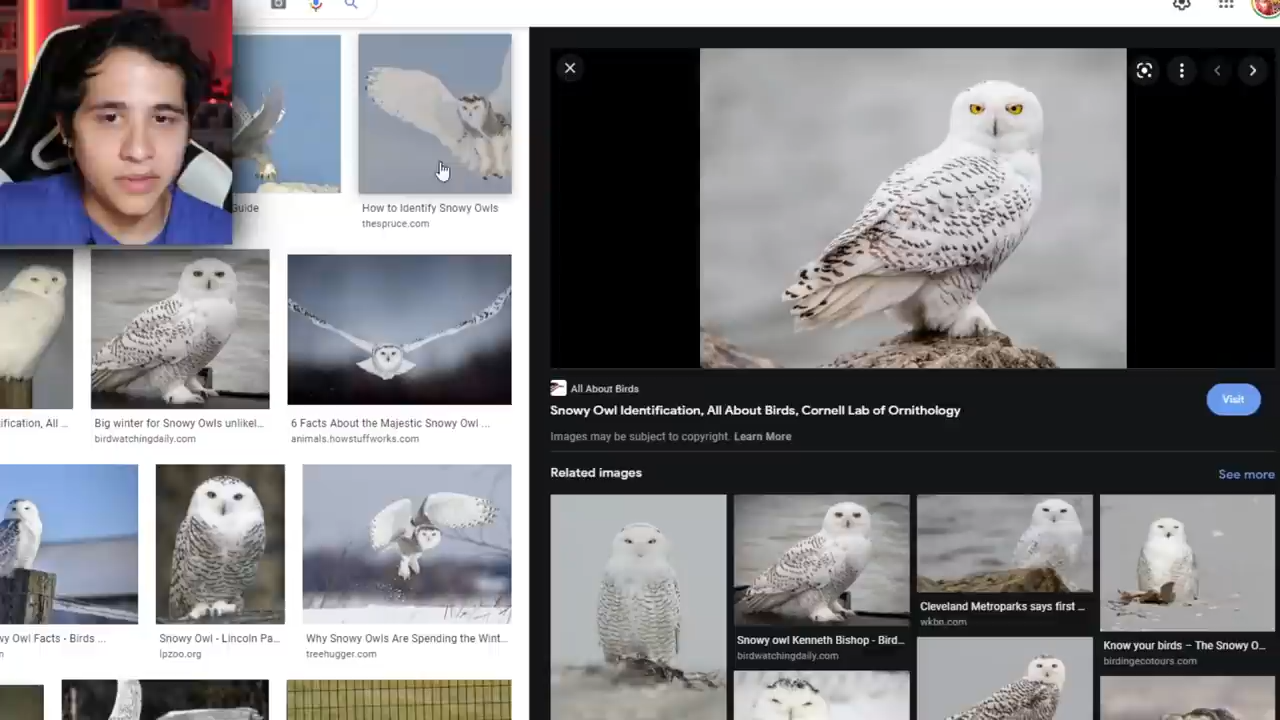 Guide
How to Identify Snowy Owls
thespruce.com
ification, All ...
Big winter for Snowy Owls unlikel...
birdwatchingdaily.com
6 Facts About the Majestic Snowy Owl ...
animals.howstuffworks.com
wy Owl Facts - Birds ...
Snowy Owl - Lincoln Pa...
lpzoo.org
Why Snowy Owls Are Spending the Wint...
treehugger.com
All About Birds
Snowy Owl Identification, All About Birds, Cornell Lab of Ornithology
Visit
Images may be subject to copyright. Learn More
Related images
See more
Snowy owl Kenneth Bishop - Bird...
birdwatchingdaily.com
Cleveland Metroparks says first ...
wkbn.com
Know your birds – The Snowy O...
birdingecotours.com